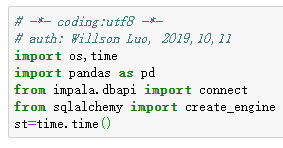 # -*- coding:utf8 -*-
# auth: Willson Luo, 2019,10,11
import os,time
import pandas as pd
from impala.dbapi import connect
from sqlalchemy import create_engine
st=time.time()